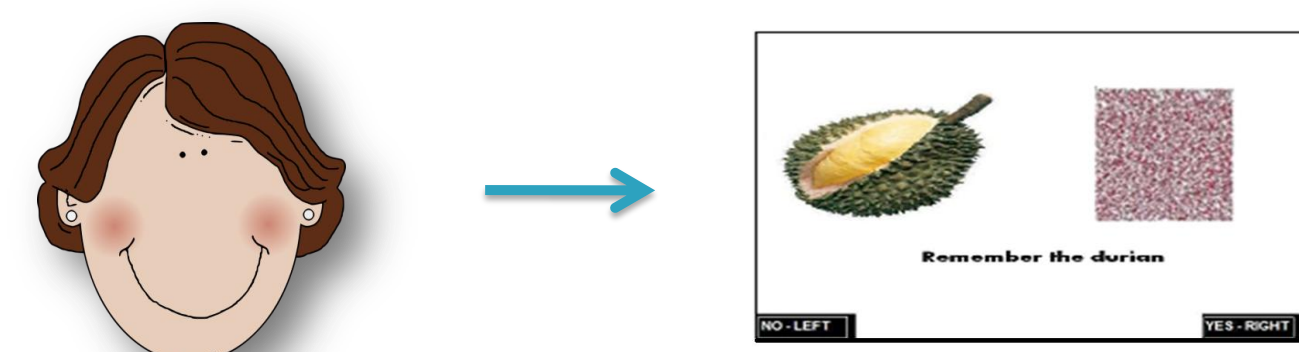 Remember the durian
NO - LEFT
YES - RIGHT